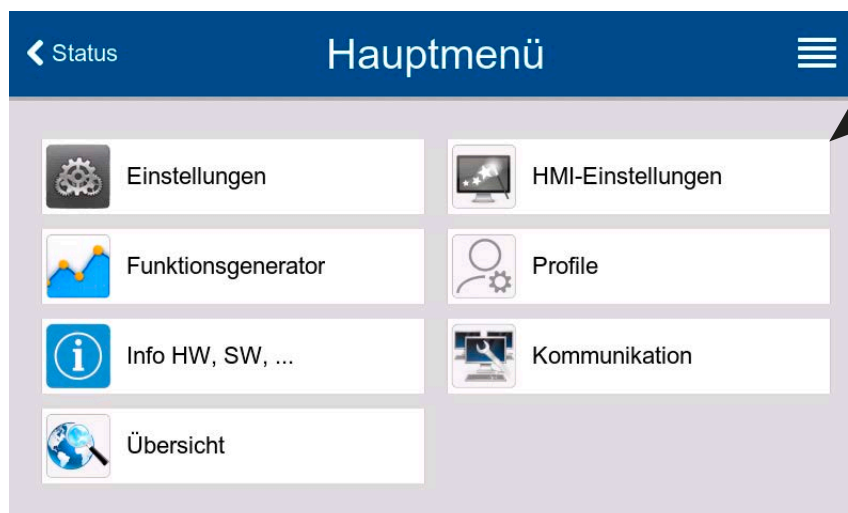 Status
Hauptmenü
Einstellungen
HMI-Einstellungen
Funktionsgenerator
Profile
Info HW, SW, ...
Kommunikation
Übersicht